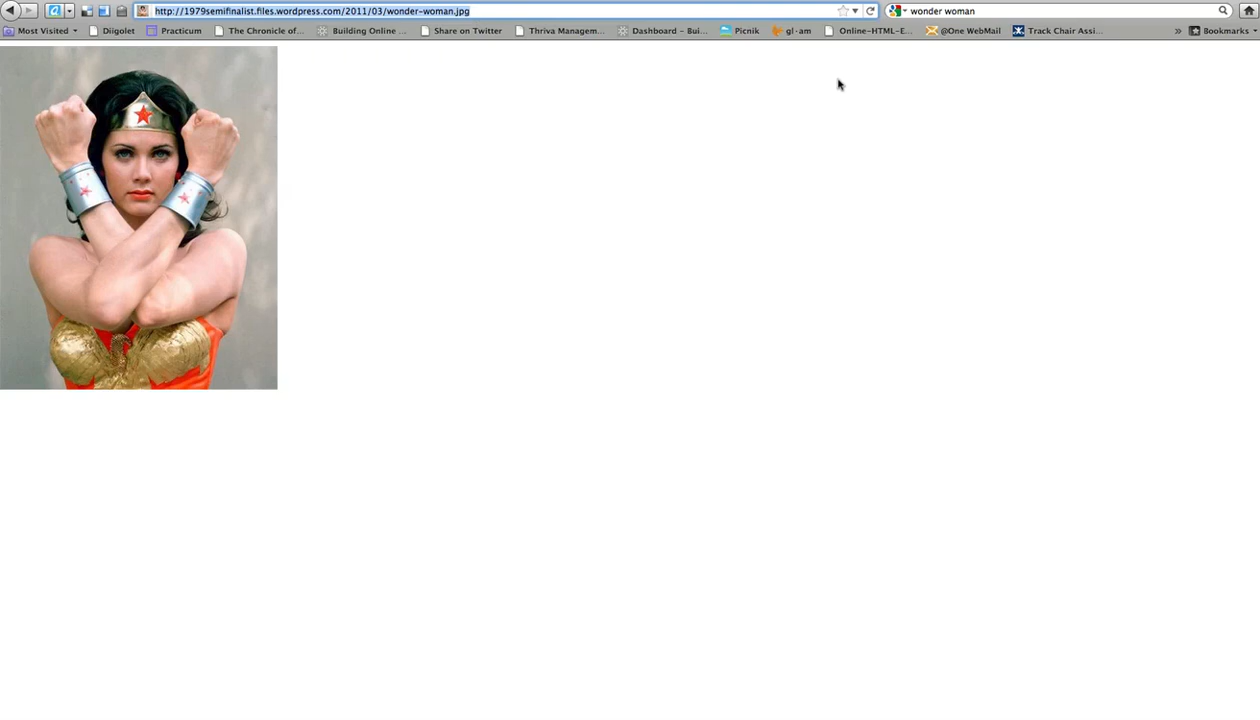 http://1979semifinalist.files.wordpress.com/2011/03/wonder-woman.jpg wonder woman
Most Visited Diigolet Practicum The Chronicle of... Building Online ... Share on Twitter Thriva Managem... Dashboard – Bui... Picnik gl·am Online-HTML-E... @One WebMail Track Chair Assi... » Bookmarks